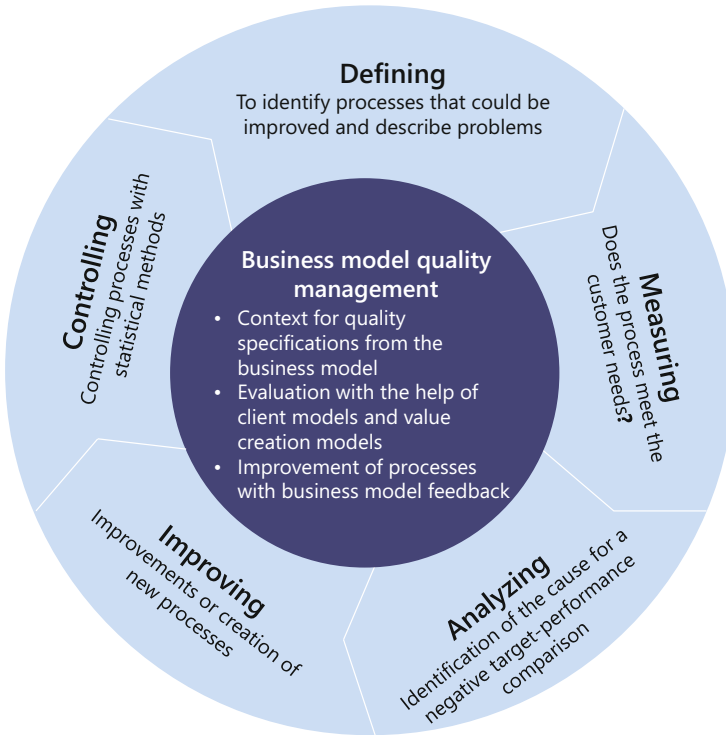 Defining
To identify processes that could be
improved and describe problems
Measuring
Does the process meet the
customer needs?
Analyzing
Identification of the cause for a
negative target-performance
comparison
Improving
Improvements or creation of
new processes
Controlling
Controlling processes with
statistical methods
Business model quality
management
• Context for quality
specifications from the
business model
• Evaluation with the help of
client models and value
creation models
• Improvement of processes
with business model feedback